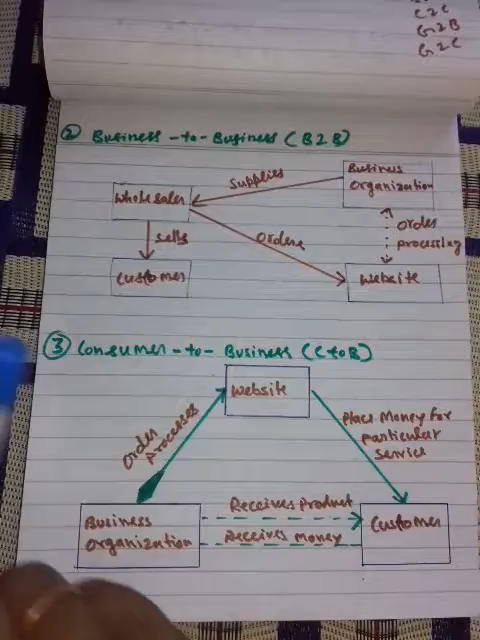 C2C
G2B
G2C
② Business-to-Business (B2B)
Supplies
Business
organization
Wholesaler
sells
orders
order
processing
Customer
Website
③ Consumer-to-Business (C to B)
Website
Order
Processes
Place Money for
particular
service
Receives Product
Business
organization
Customer
Receives money